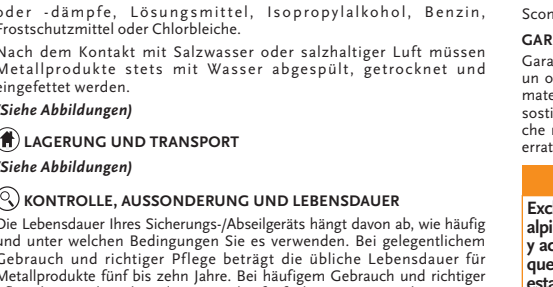 oder -dämpfe, Lösungsmittel, Isopropylalkohol, Benzin,
Frostschutzmittel oder Chlorbleiche.
Nach dem Kontakt mit Salzwasser oder salzhaltiger Luft müssen
Metallprodukte stets mit Wasser abgespült, getrocknet und
eingefettet werden.
(Siehe Abbildungen)
LAGERUNG UND TRANSPORT
(Siehe Abbildungen)
KONTROLLE, AUSSONDERUNG UND LEBENSDAUER
Die Lebensdauer Ihres Sicherungs-/Abseilgeräts hängt davon ab, wie häufig
und unter welchen Bedingungen Sie es verwenden. Bei gelegentlichem
Gebrauch und richtiger Pflege beträgt die übliche Lebensdauer für
Metallprodukte fünf bis zehn Jahre. Bei häufigem Gebrauch und richtiger
GAR
Gara
un o
mate
sosti
che
errat
Excl
alpi
y ac
que
esta